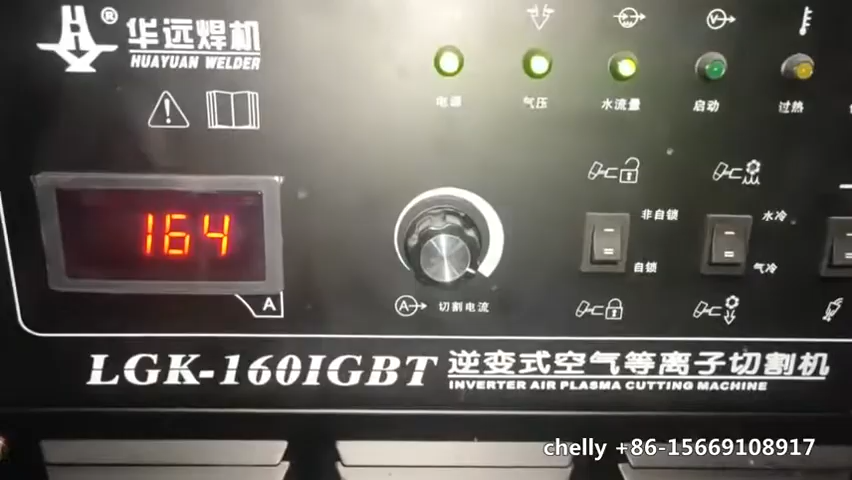 ® 华远焊机
HUAYUAN WELDER
电源 气压 水流量 启动 过热
164
A
非自锁
自锁
水冷
气冷
A 切割电流
V
LGK-160IGBT 逆变式空气等离子切割机
INVERTER AIR PLASMA CUTTING MACHINE
chelly +86-15669108917